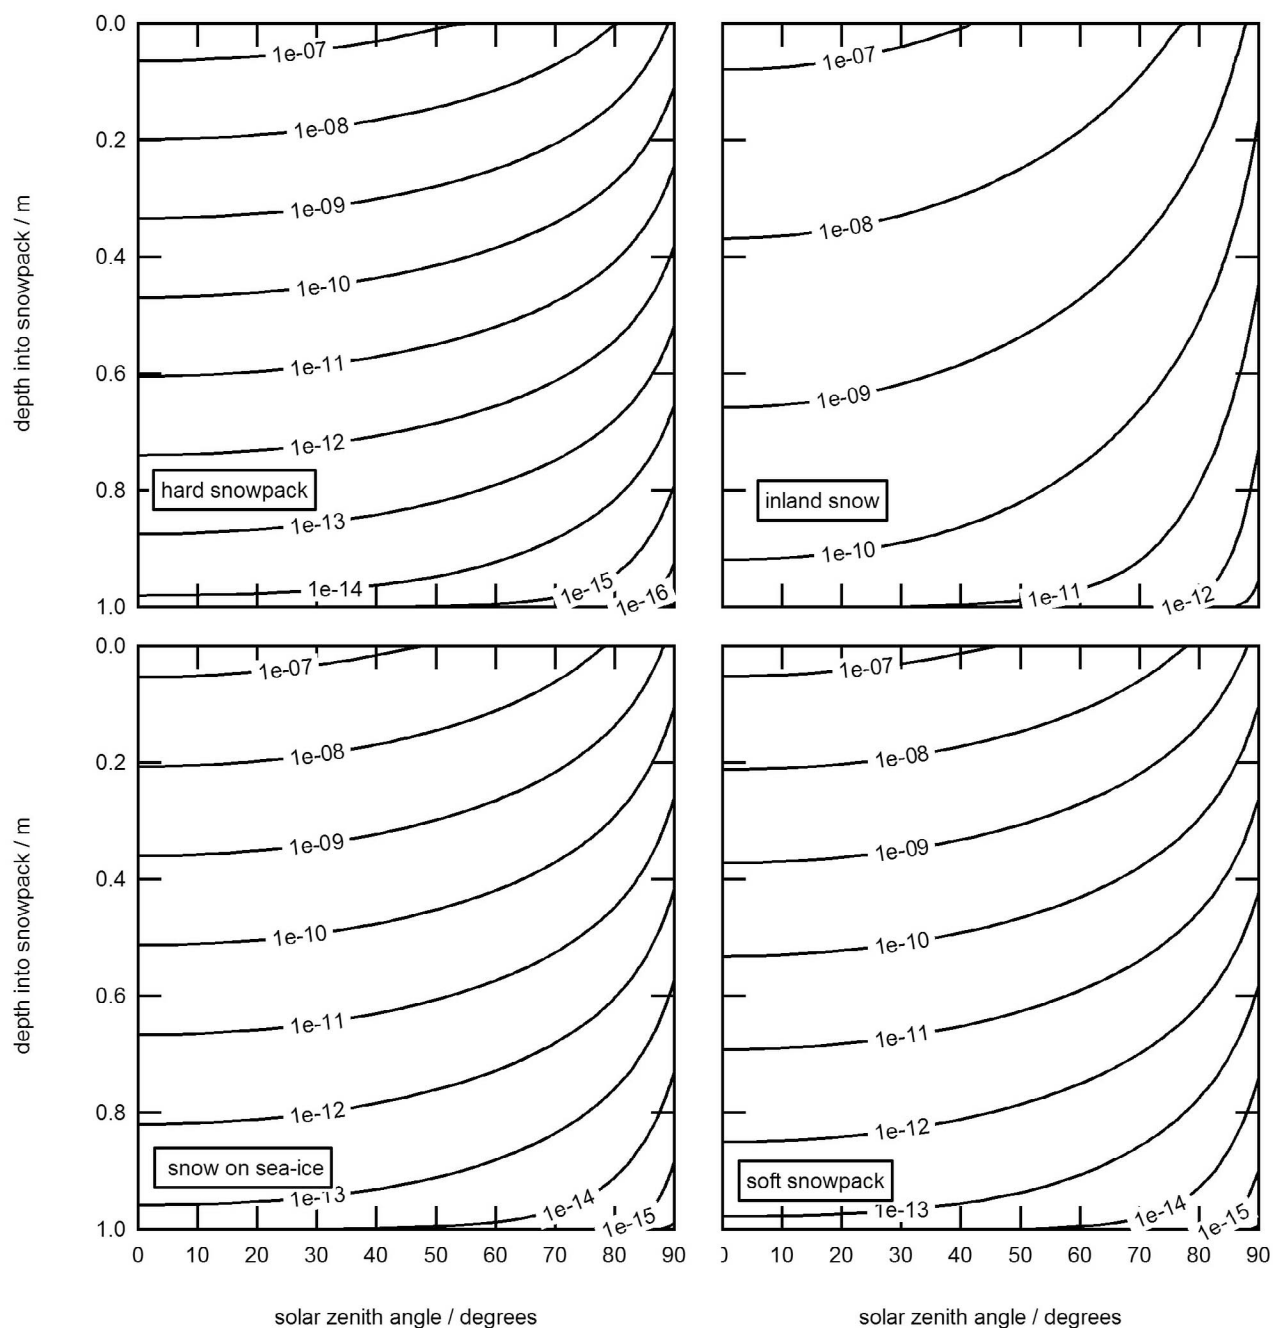 0.0
0.2
0.4
0.6
0.8
1.0
depth into snowpack / m
1e-07
1e-08
1e-09
1e-10
1e-11
1e-12
1e-13
1e-14
1e-15
1e-16
hard snowpack
1e-07
1e-08
1e-09
1e-10
1e-11
1e-12
inland snow
0.0
0.2
0.4
0.6
0.8
1.0
depth into snowpack / m
1e-07
1e-08
1e-09
1e-10
1e-11
1e-12
1e-13
1e-14
1e-15
snow on sea-ice
0 10 20 30 40 50 60 70 80 90
solar zenith angle / degrees
1e-07
1e-08
1e-09
1e-10
1e-11
1e-12
1e-13
1e-14
1e-15
soft snowpack
0 10 20 30 40 50 60 70 80 90
solar zenith angle / degrees